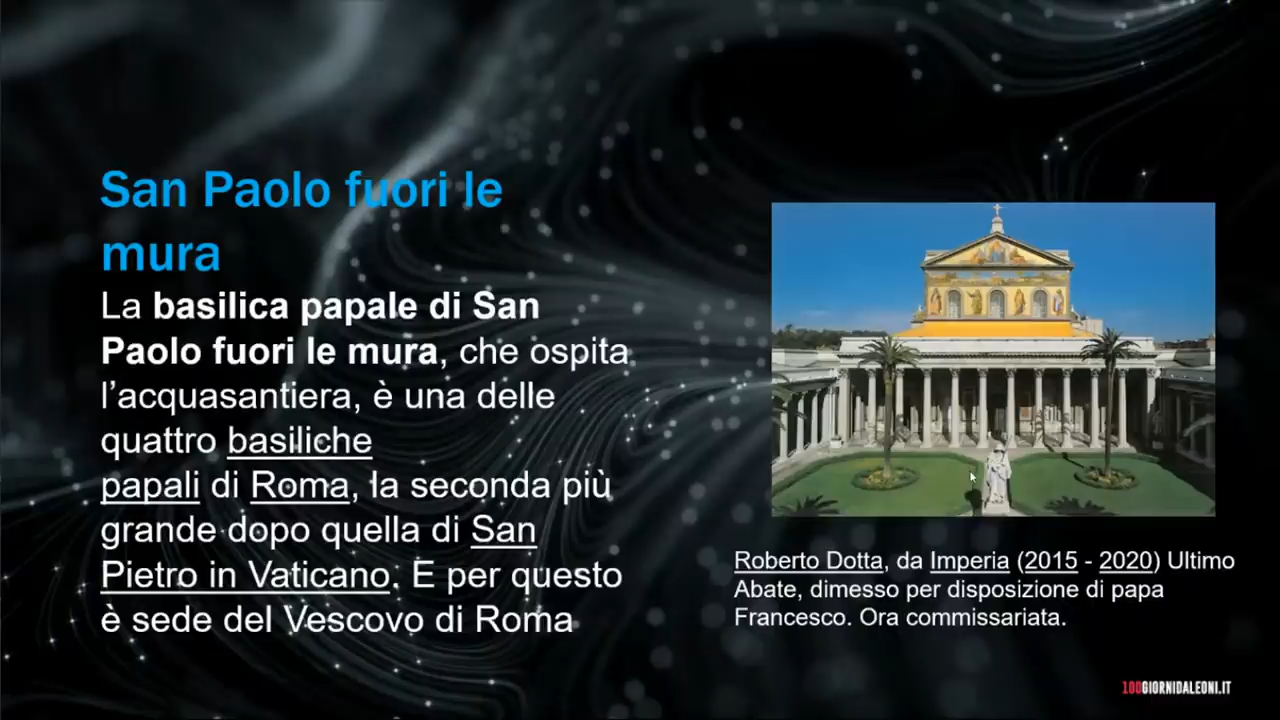 San Paolo fuori le
mura
La basilica papale di San
Paolo fuori le mura, che ospita
l’acquasantiera, è una delle
quattro basiliche
papali di Roma, la seconda più
grande dopo quella di San
Pietro in Vaticano. E per questo
è sede del Vescovo di Roma
Roberto Dotta, da Imperia (2015 - 2020) Ultimo
Abate, dimesso per disposizione di papa
Francesco. Ora commissariata.
100GIORNIDALEONI.IT